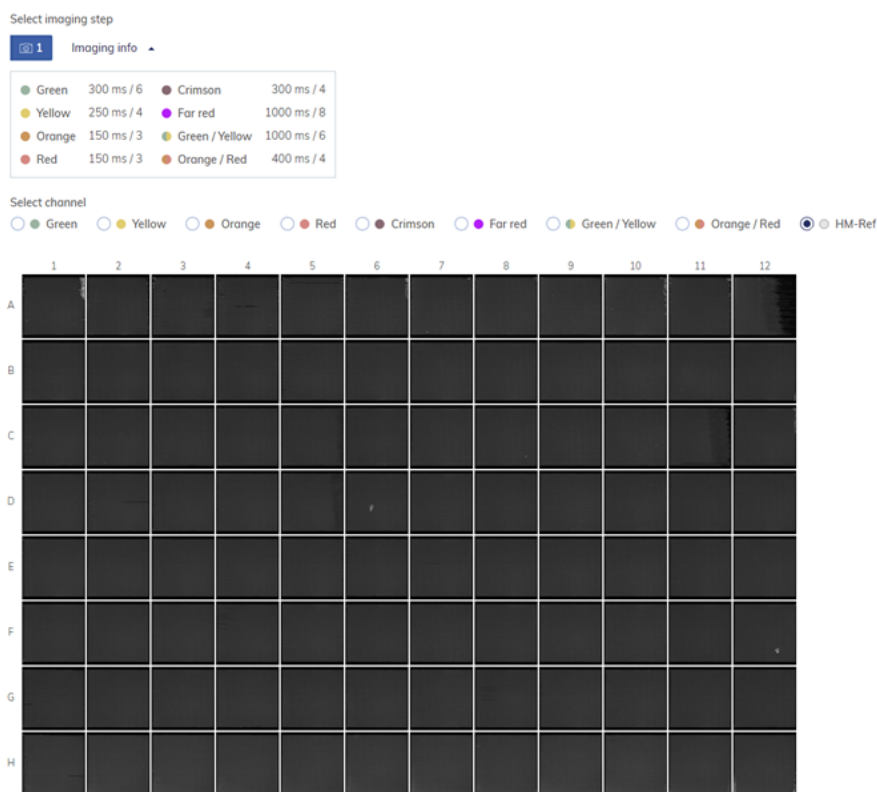 Select imaging step
1 Imaging info
Green 300 ms / 6 Crimson 300 ms / 4
Yellow 250 ms / 4 Far red 1000 ms / 8
Orange 150 ms / 3 Green / Yellow 1000 ms / 6
Red 150 ms / 3 Orange / Red 400 ms / 4
Select channel
Green Yellow Orange Red Crimson Far red Green / Yellow Orange / Red HM-Ref
1 2 3 4 5 6 7 8 9 10 11 12
A
B
C
D
E
F
G
H